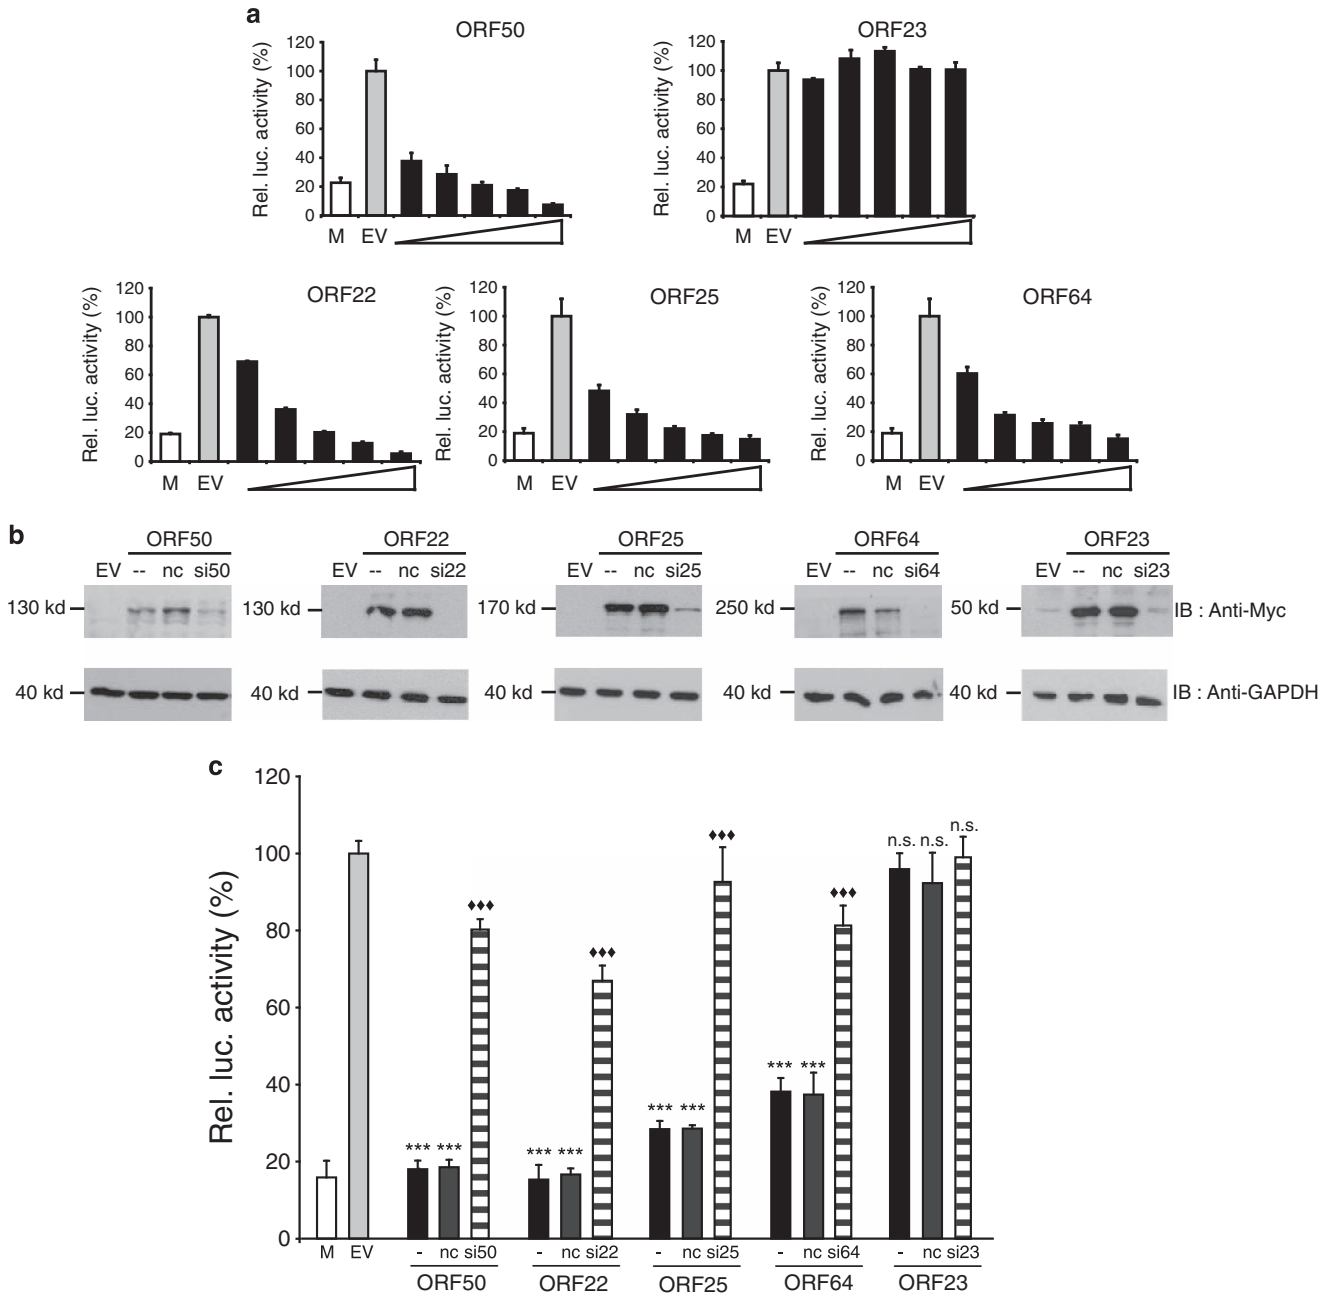 a
ORF50
Rel. luc. activity (%)
120
100
80
60
40
20
0
M EV
ORF23
Rel. luc. activity (%)
120
100
80
60
40
20
0
M EV
ORF22
Rel. luc. activity (%)
120
100
80
60
40
20
0
M EV
ORF25
Rel. luc. activity (%)
120
100
80
60
40
20
0
M EV
ORF64
Rel. luc. activity (%)
120
100
80
60
40
20
0
M EV
b
ORF50 ORF22 ORF25 ORF64 ORF23
EV -- nc si50 EV -- nc si22 EV -- nc si25 EV -- nc si64 EV -- nc si23
130 kd 130 kd 170 kd 250 kd 50 kd IB : Anti-Myc
40 kd 40 kd 40 kd 40 kd 40 kd IB : Anti-GAPDH
c
Rel. luc. activity (%)
120
100
80
60
40
20
0
*** *** ♦♦♦
*** *** ♦♦♦
*** *** ♦♦♦
*** *** ♦♦♦
n.s. n.s. n.s.
M EV - nc si50 - nc si22 - nc si25 - nc si64 - nc si23
ORF50 ORF22 ORF25 ORF64 ORF23